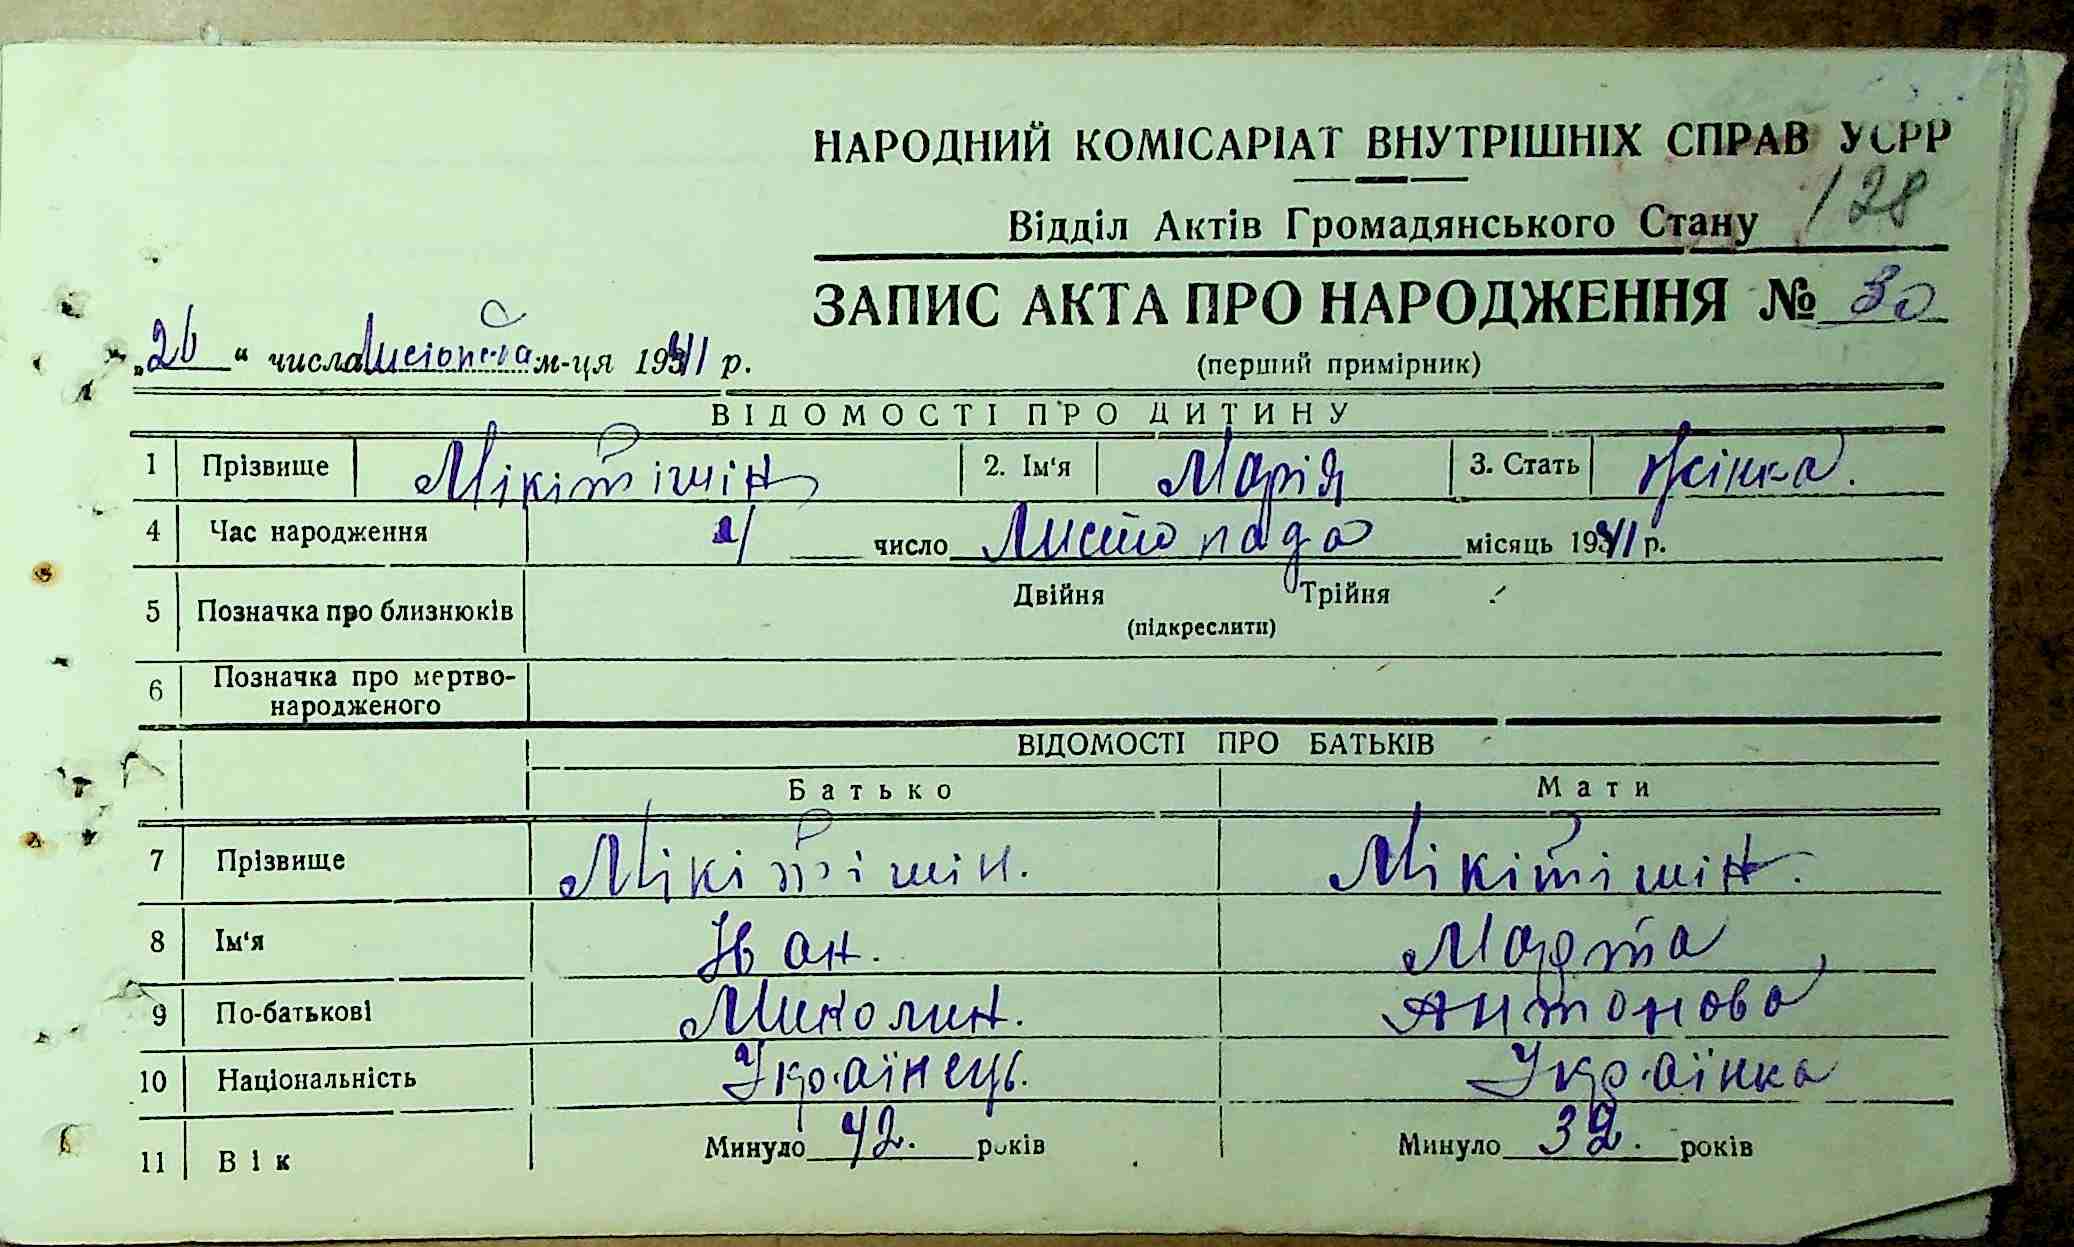 НАРОДНИЙ КОМІСАРІАТ ВНУТРІШНІХ СПРАВ УСРР
128
Відділ Актів Громадянського Стану
ЗАПИС АКТА ПРО НАРОДЖЕННЯ № 30
(перший примірник)
„26“ числа м-ця 1941 р.
ВІДОМОСТІ ПРО ДИТИНУ
1 Прізвище Мікітішін 2. Ім‘я Марія 3. Стать жінка.
4 Час народження число Листопада місяць 1941 р.
5 Позначка про близнюків Двійня Трійня
(підкреслити)
6 Позначка про мертво-
народженого
ВІДОМОСТІ ПРО БАТЬКІВ
Батько Мати
7 Прізвище Мікітішін. Мікітішін.
8 Ім‘я Іван. Марта
9 По-батькові Миколин. Антонова
10 Національність Українець. Українка
11 Вік Минуло 42. років Минуло 32. років